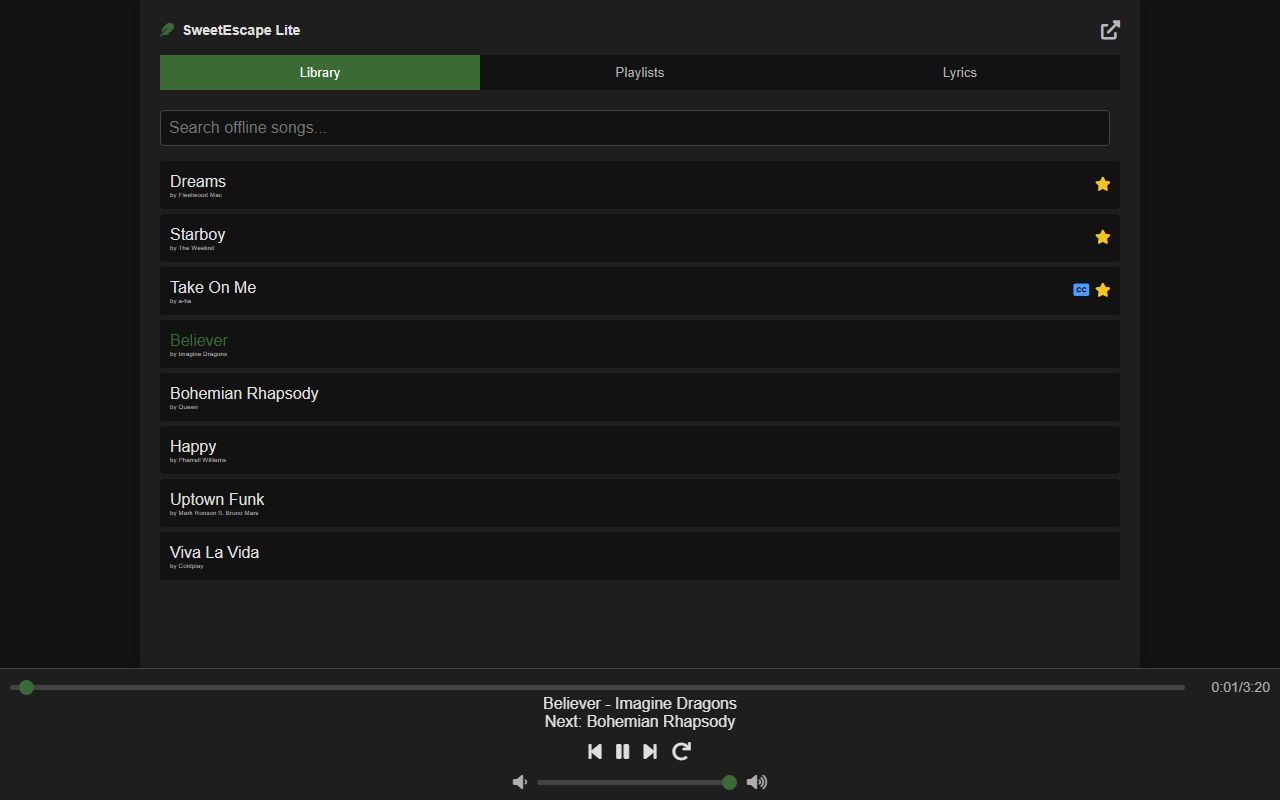 SweetEscape Lite
Library
Playlists
Lyrics
Search offline songs...
Dreams
by Fleetwood Mac
Starboy
by The Weeknd
Take On Me
by a-ha
CC
Believer
by Imagine Dragons
Bohemian Rhapsody
by Queen
Happy
by Pharrell Williams
Uptown Funk
by Mark Ronson ft. Bruno Mars
Viva La Vida
by Coldplay
0:01/3:20
Believer - Imagine Dragons
Next: Bohemian Rhapsody